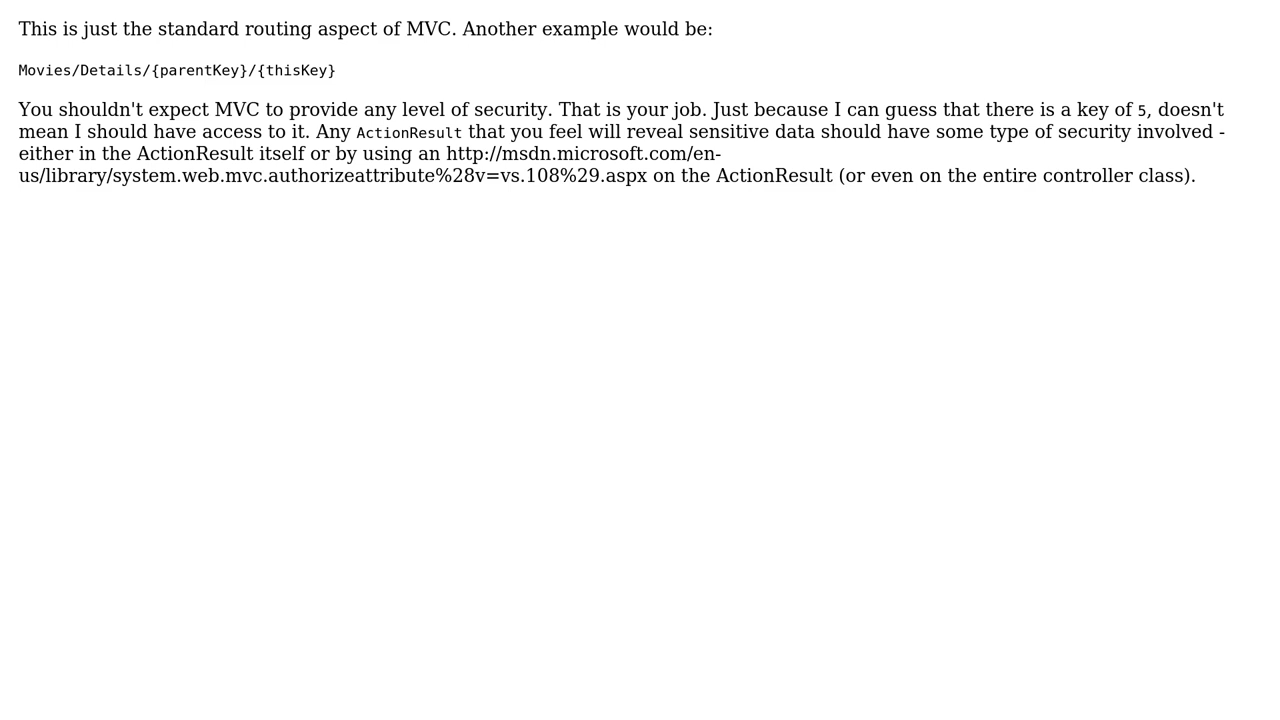 This is just the standard routing aspect of MVC. Another example would be:
Movies/Details/{parentKey}/{thisKey}
You shouldn't expect MVC to provide any level of security. That is your job. Just because I can guess that there is a key of 5, doesn't
mean I should have access to it. Any ActionResult that you feel will reveal sensitive data should have some type of security involved -
either in the ActionResult itself or by using an http://msdn.microsoft.com/en-
us/library/system.web.mvc.authorizeattribute%28v=vs.108%29.aspx on the ActionResult (or even on the entire controller class).